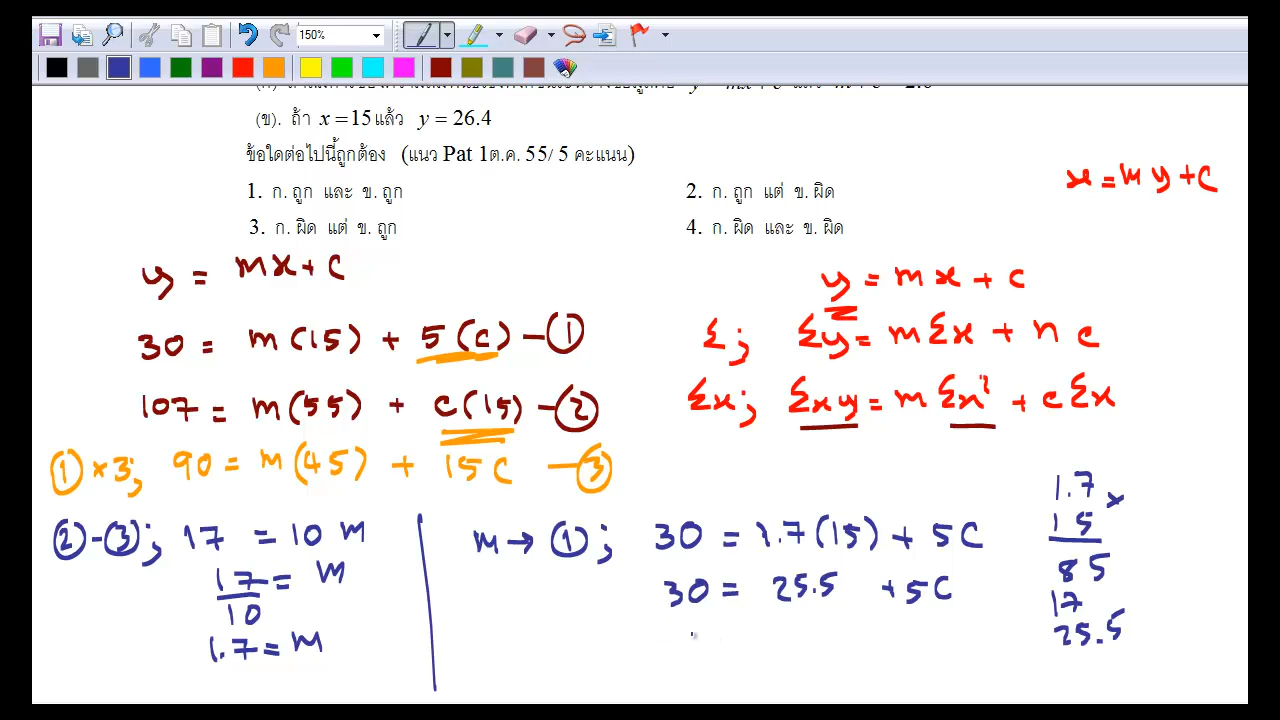 150%
(ข). ถ้า x = 15 แล้ว y = 26.4
ข้อใดต่อไปนี้ถูกต้อง (แนว Pat 1ต.ค. 55/ 5 คะแนน)
1. ก. ถูก และ ข. ถูก
2. ก. ถูก แต่ ข. ผิด
3. ก. ผิด แต่ ข. ถูก
4. ก. ผิด และ ข. ผิด
x = my + c
y = mx + c
30 = m(15) + 5(c) – ①
107 = m(55) + c(15) – ②
① × 3; 90 = m(45) + 15c – ③
y = mx + c
Σ; Σy = mΣx + nc
Σx; Σxy = mΣx² + cΣx
② - ③; 17 = 10 m
17/10 = m
1.7 = m
m → ①; 30 = 1.7(15) + 5c
30 = 25.5 + 5c
1.7 ×
15
85
17
25.5